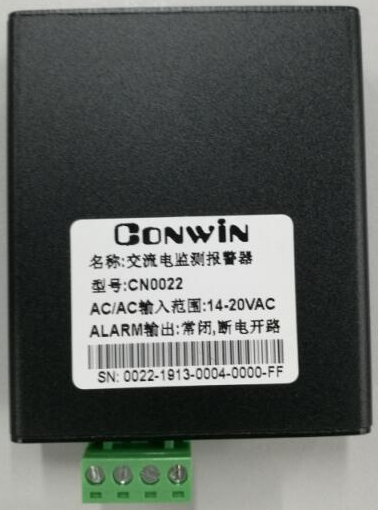 CONWIN
名称:交流电监测报警器
型号:CN0022
AC/AC输入范围:14-20VAC
ALARM输出:常闭,断电开路
SN: 0022-1913-0004-0000-FF